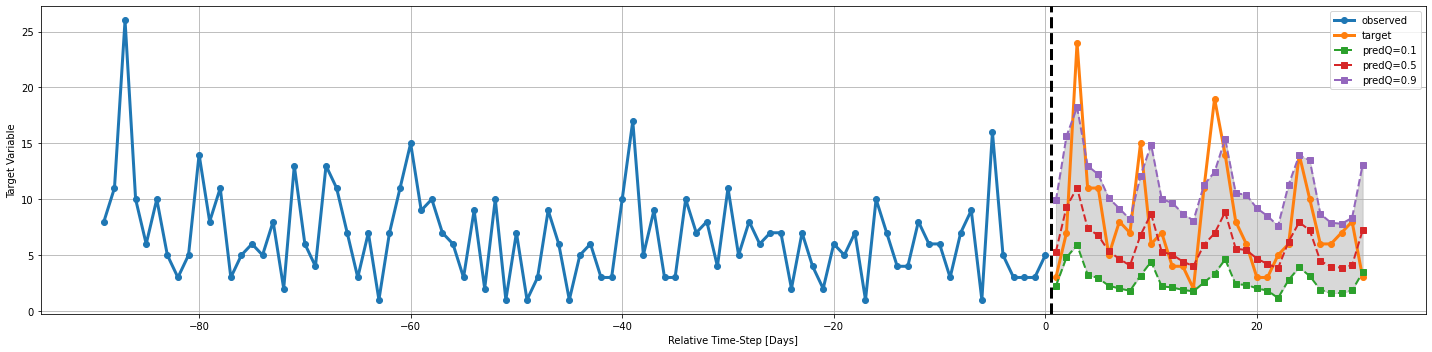 25
20
15
10
5
0
Target Variable
−80
−60
−40
−20
0
20
Relative Time-Step [Days]
observed
target
predQ=0.1
predQ=0.5
predQ=0.9